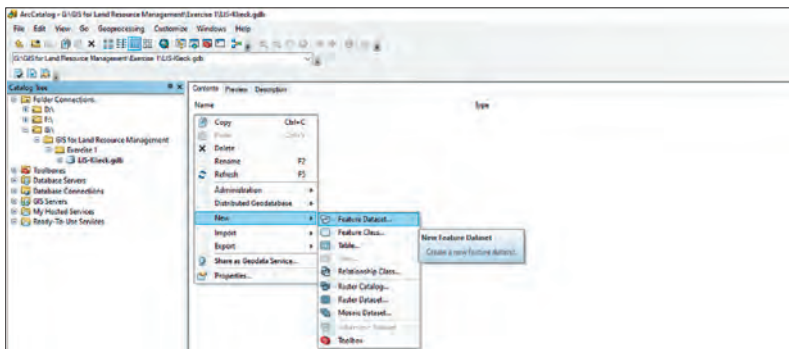 ArcCatalog - G:\GIS for Land Resource Management\Exercise 1\LIS-Klieck.gdb
File Edit View Go Geoprocessing Customize Windows Help
G:\GIS for Land Resource Management\Exercise 1\LIS-Klieck.gdb
Catalog Tree
Folder Connections
D:\
F:\
G:\
GIS for Land Resource Management
Exercise 1
LIS-Klieck.gdb
Toolboxes
Database Servers
Database Connections
GIS Servers
My Hosted Services
Ready-To-Use Services
Contents Preview Description
Name Type
Copy Ctrl+C
Paste Ctrl+V
Delete
Rename F2
Refresh F5
Administration
Distributed Geodatabase
New
Import
Export
Share as Geodata Service...
Properties...
Feature Dataset...
Feature Class...
Table...
View...
Relationship Class...
Raster Catalog...
Raster Dataset...
Mosaic Dataset...
Toolbox
New Feature Dataset
Create a new feature dataset.